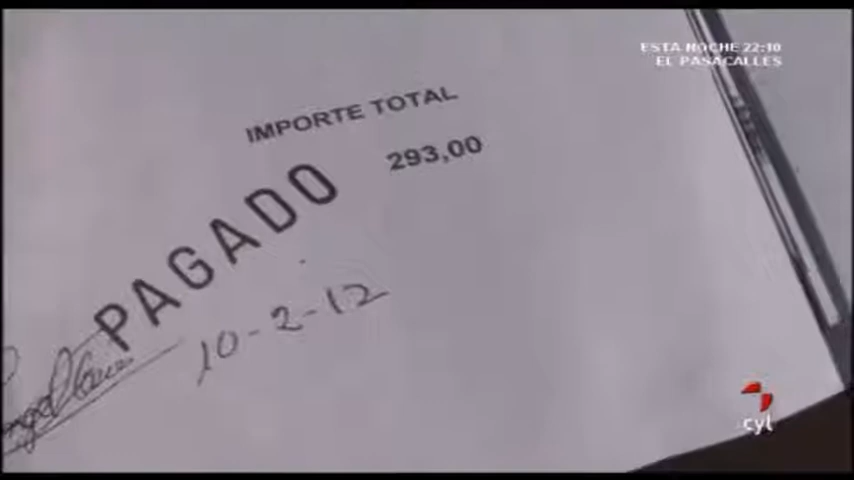 ESTA NOCHE 22:10
EL PASACALLES
IMPORTE TOTAL
293,00
PAGADO
10-2-12
cyl